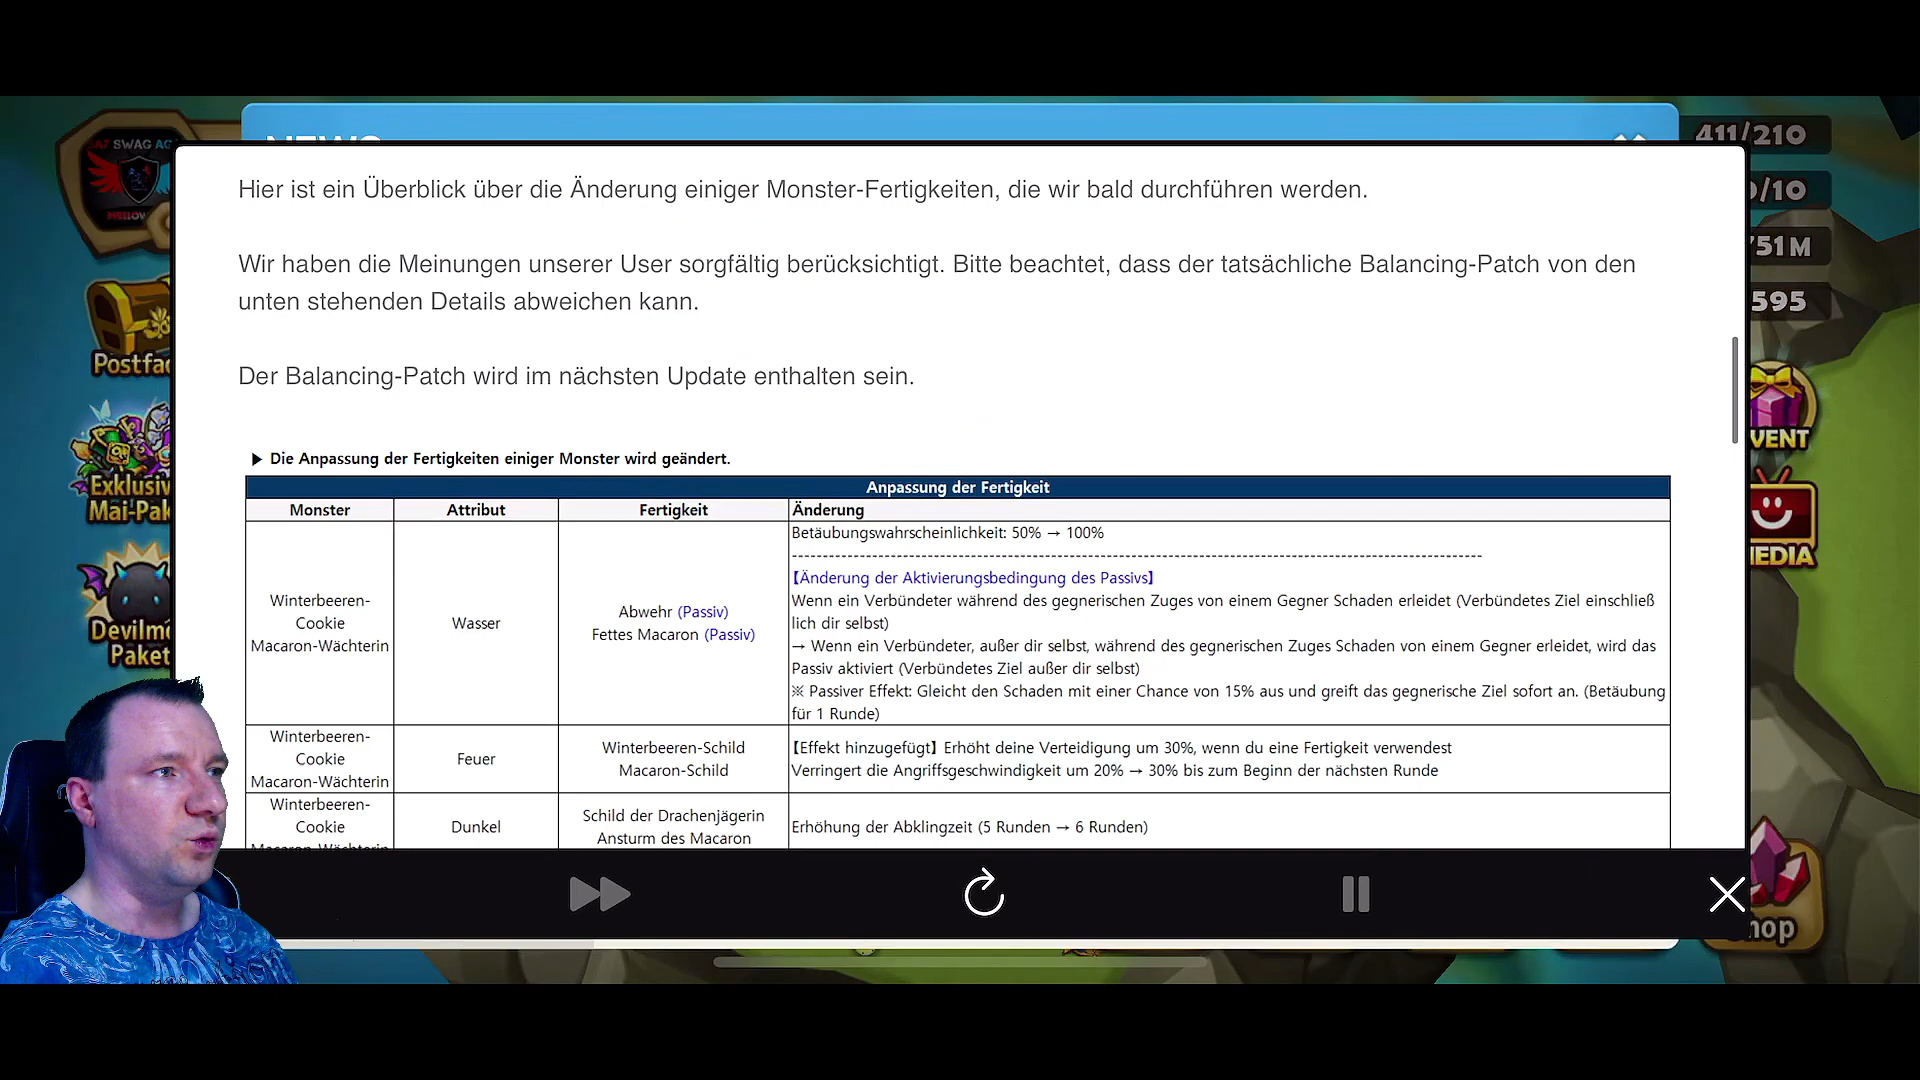 SWAG
411/210
Hier ist ein Überblick über die Änderung einiger Monster-Fertigkeiten, die wir bald durchführen werden.
/10
Wir haben die Meinungen unserer User sorgfältig berücksichtigt. Bitte beachtet, dass der tatsächliche Balancing-Patch von den
unten stehenden Details abweichen kann.
51M
595
Der Balancing-Patch wird im nächsten Update enthalten sein.
Postfac
VENT
Exklusiv
Mai-Pak
MEDIA
Devilmo
Paket
▶ Die Anpassung der Fertigkeiten einiger Monster wird geändert.
Anpassung der Fertigkeit
Monster Attribut Fertigkeit Änderung
Winterbeeren-
Cookie
Macaron-Wächterin
Wasser
Abwehr (Passiv)
Fettes Macaron (Passiv)
Betäubungswahrscheinlichkeit: 50% → 100%
【Änderung der Aktivierungsbedingung des Passivs】
Wenn ein Verbündeter während des gegnerischen Zuges von einem Gegner Schaden erleidet (Verbündetes Ziel einschließ
lich dir selbst)
→ Wenn ein Verbündeter, außer dir selbst, während des gegnerischen Zuges Schaden von einem Gegner erleidet, wird das
Passiv aktiviert (Verbündetes Ziel außer dir selbst)
※ Passiver Effekt: Gleicht den Schaden mit einer Chance von 15% aus und greift das gegnerische Ziel sofort an. (Betäubung
für 1 Runde)
Winterbeeren-
Cookie
Macaron-Wächterin
Feuer
Winterbeeren-Schild
Macaron-Schild
【Effekt hinzugefügt】 Erhöht deine Verteidigung um 30%, wenn du eine Fertigkeit verwendest
Verringert die Angriffsgeschwindigkeit um 20% → 30% bis zum Beginn der nächsten Runde
Winterbeeren-
Cookie
Macaron-Wächterin
Dunkel
Schild der Drachenjägerin
Ansturm des Macaron
Erhöhung der Abklingzeit (5 Runden → 6 Runden)
hop